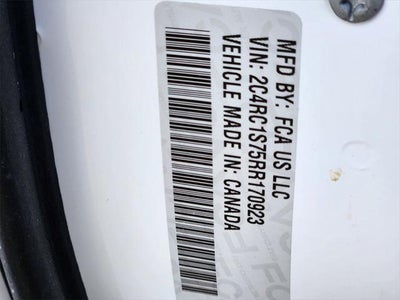 MFD BY: FCA US LLC
VIN: 2C4RC1S75RR170923
VEHICLE MADE IN: CANADA